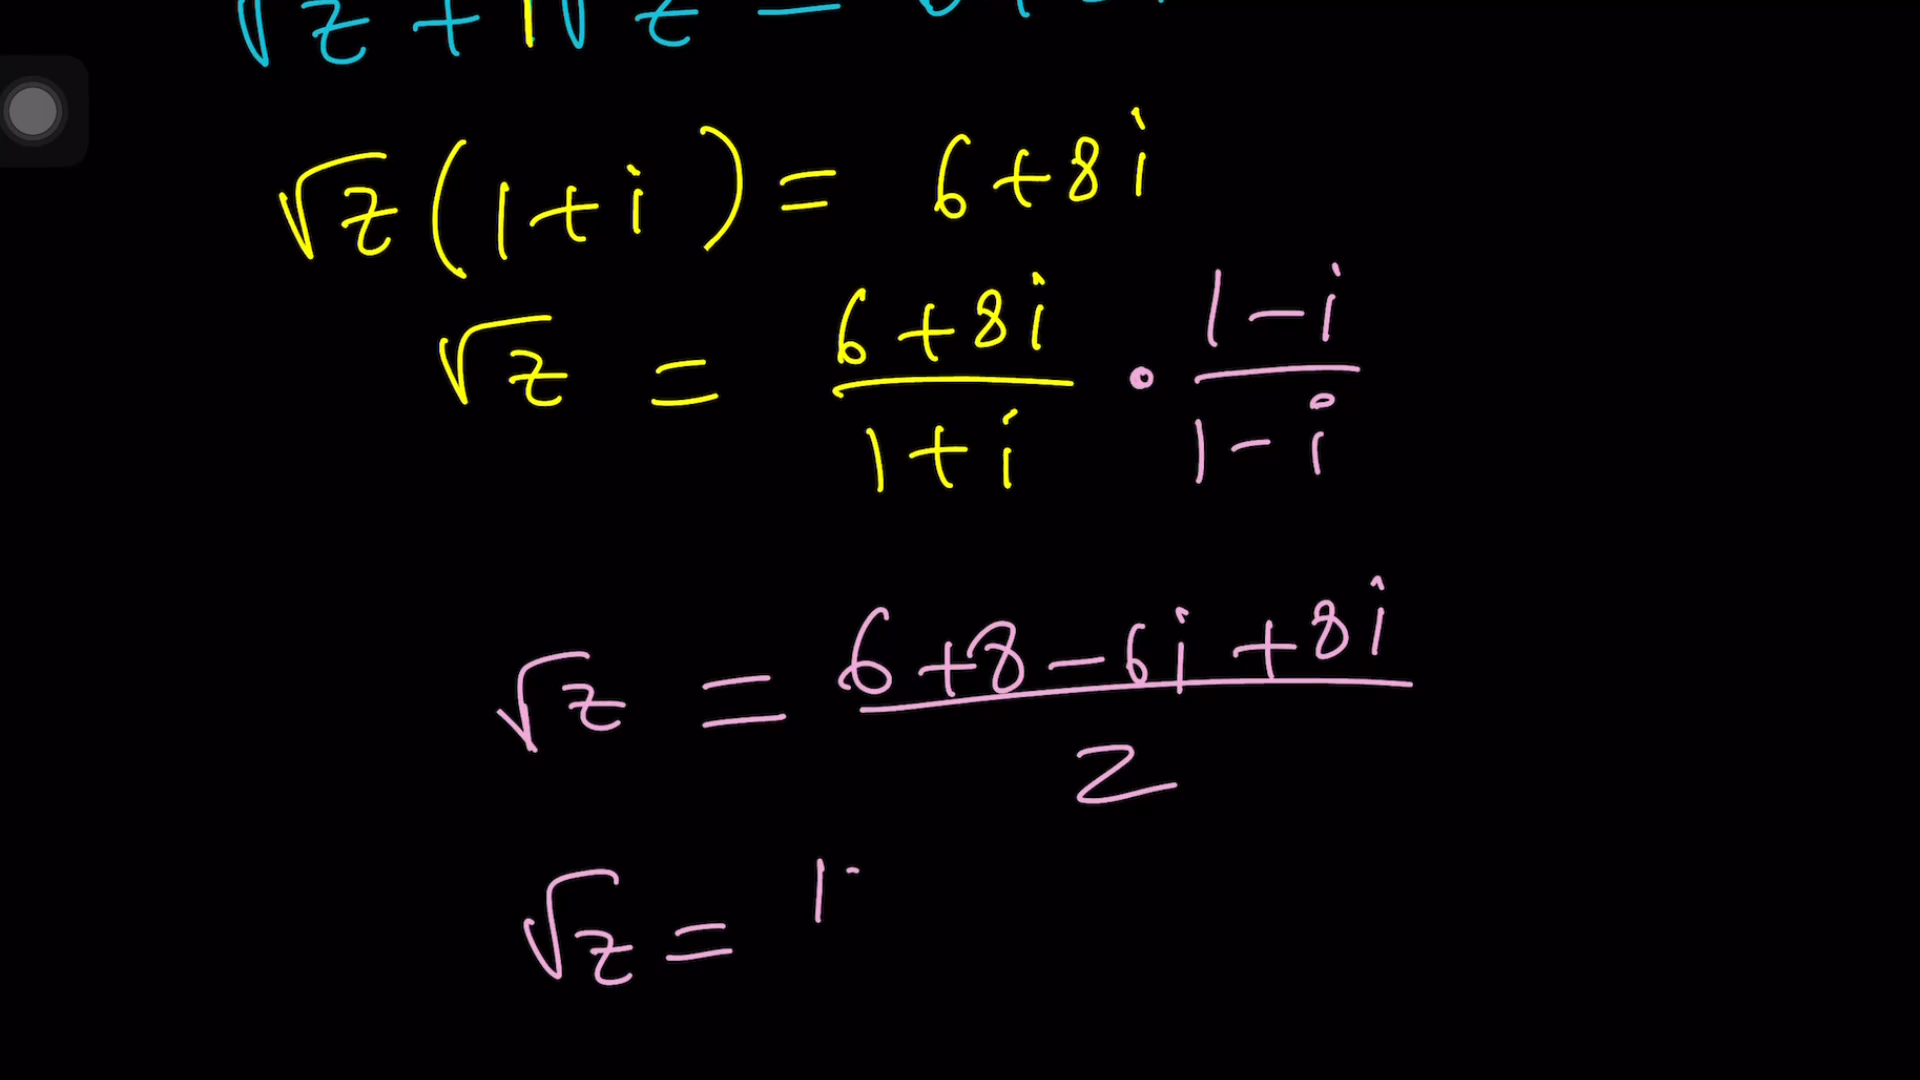 √z + i√z =
√z (1+i) = 6+8i
√z = 6+8i / 1+i · 1-i / 1-i
√z = 6+8-6i+8i / 2
√z = 1